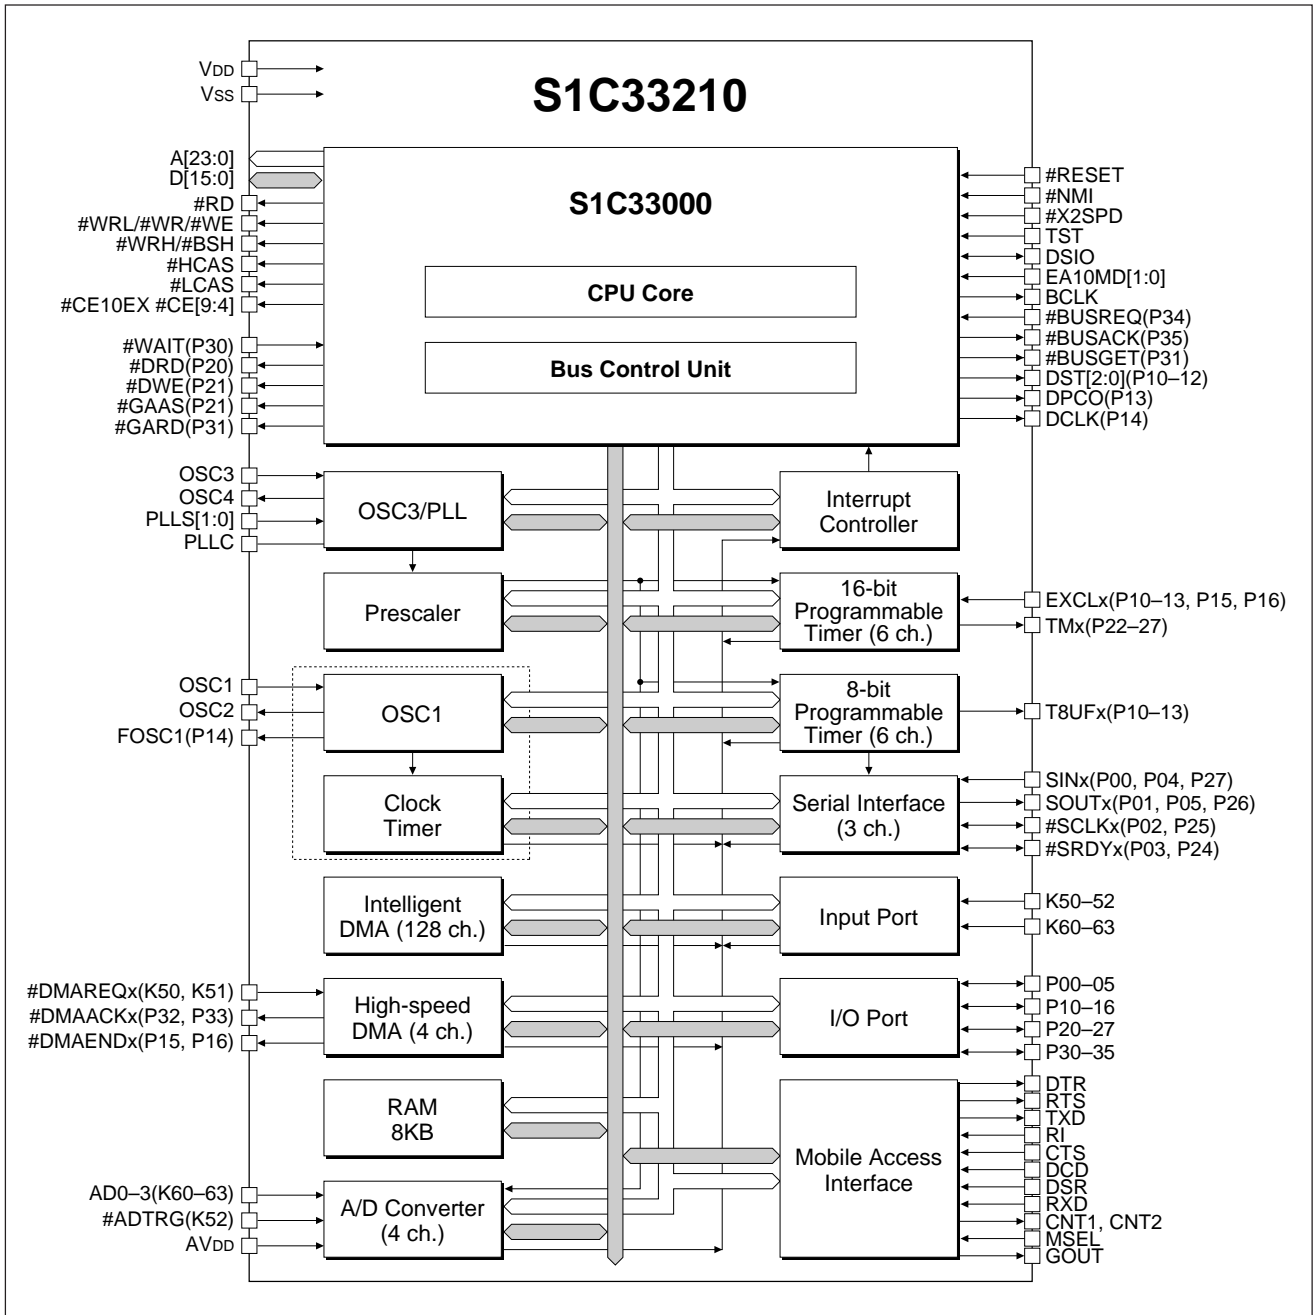 S1C33210
VDD
VSS
A[23:0]
D[15:0]
#RD
#WRL/#WR/#WE
#WRH/#BSH
#HCAS
#LCAS
#CE10EX #CE[9:4]
#WAIT(P30)
#DRD(P20)
#DWE(P21)
#GAAS(P21)
#GARD(P31)
S1C33000
CPU Core
Bus Control Unit
#RESET
#NMI
#X2SPD
TST
DSIO
EA10MD[1:0]
BCLK
#BUSREQ(P34)
#BUSACK(P35)
#BUSGET(P31)
DST[2:0](P10–12)
DPCO(P13)
DCLK(P14)
OSC3
OSC4
PLLS[1:0]
PLLC
OSC3/PLL
Interrupt
Controller
Prescaler
16-bit
Programmable
Timer (6 ch.)
EXCLx(P10–13, P15, P16)
TMx(P22–27)
OSC1
OSC2
FOSC1(P14)
OSC1
8-bit
Programmable
Timer (6 ch.)
T8UFx(P10–13)
Clock
Timer
Serial Interface
(3 ch.)
SINx(P00, P04, P27)
SOUTx(P01, P05, P26)
#SCLKx(P02, P25)
#SRDYx(P03, P24)
Intelligent
DMA (128 ch.)
Input Port
K50–52
K60–63
#DMAREQx(K50, K51)
#DMAACKx(P32, P33)
#DMAENDx(P15, P16)
High-speed
DMA (4 ch.)
I/O Port
P00–05
P10–16
P20–27
P30–35
RAM
8KB
Mobile Access
Interface
DTR
RTS
TXD
RI
CTS
DCD
DSR
RXD
CNT1, CNT2
MSEL
GOUT
AD0–3(K60–63)
#ADTRG(K52)
AVDD
A/D Converter
(4 ch.)